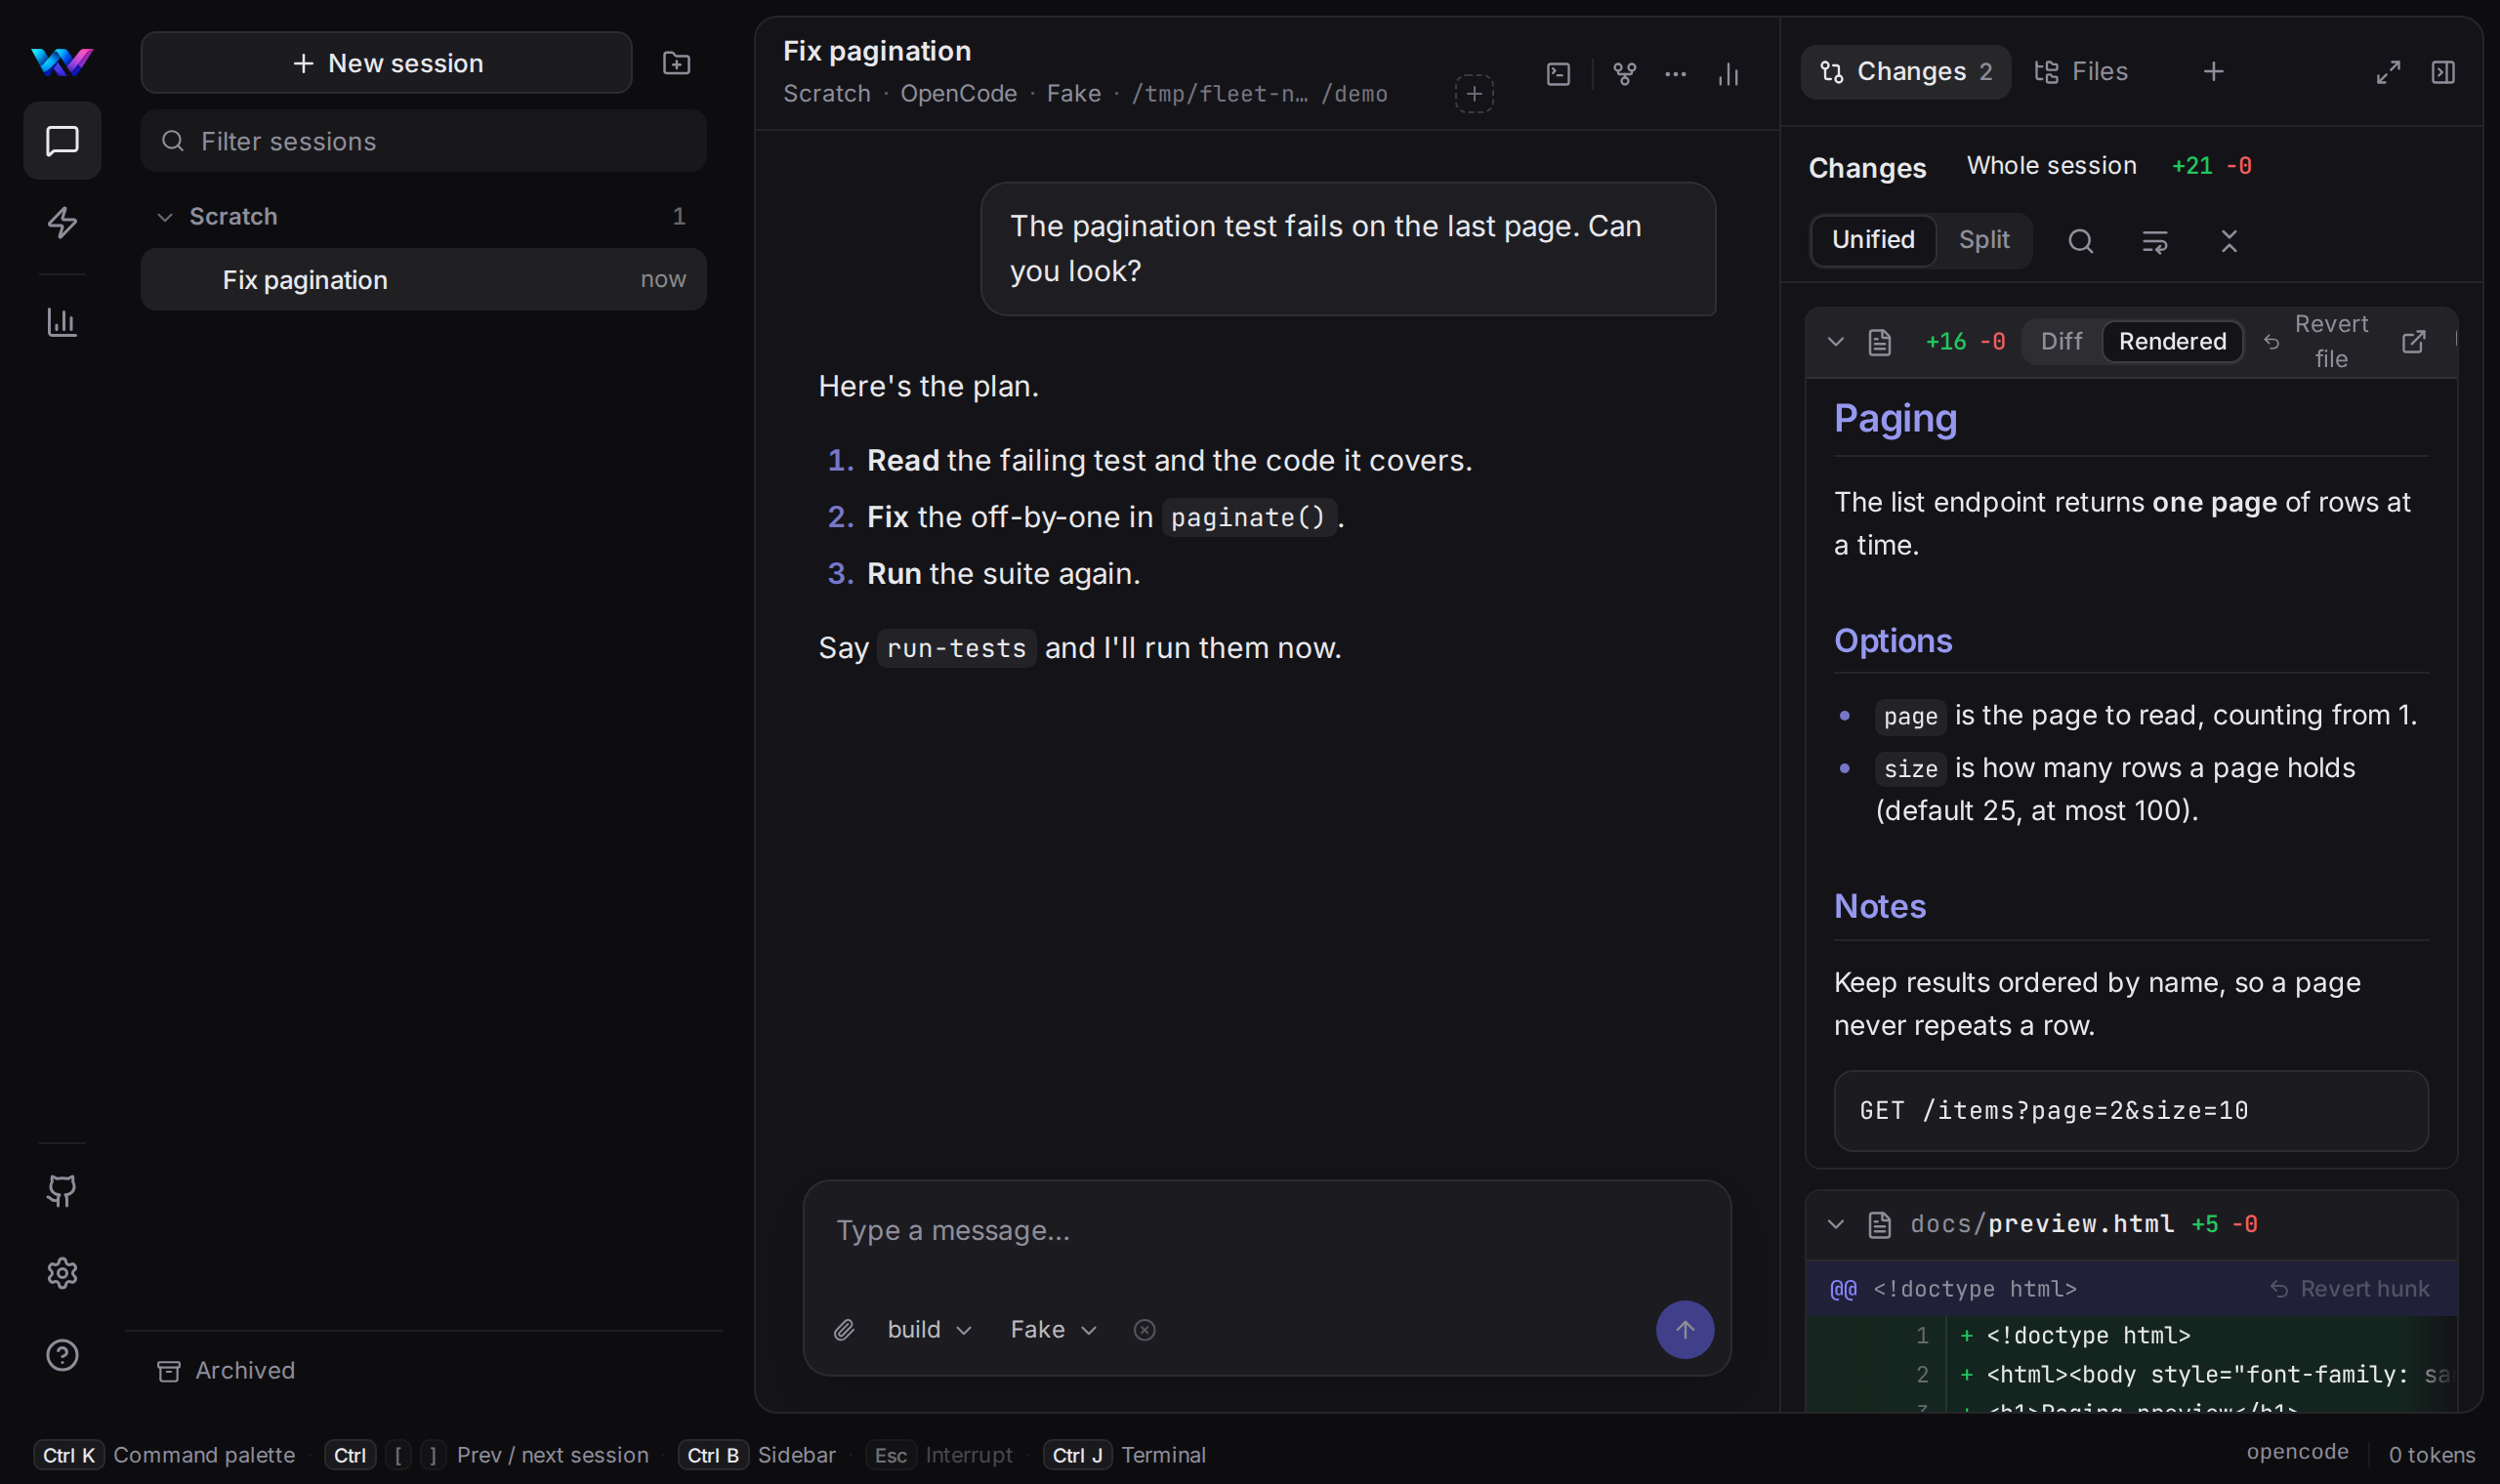 New session
Filter sessions
Scratch 1
Fix pagination now
Archived
Fix pagination
Scratch · OpenCode · Fake · /tmp/fleet-n… /demo
The pagination test fails on the last page. Can
you look?
Here's the plan.
1. Read the failing test and the code it covers.
2. Fix the off-by-one in paginate().
3. Run the suite again.
Say run-tests and I'll run them now.
Type a message...
build Fake
Changes 2 Files
Changes Whole session +21 -0
Unified Split
+16 -0 Diff Rendered Revert
file
Paging
The list endpoint returns one page of rows at
a time.
Options
• page is the page to read, counting from 1.
• size is how many rows a page holds
(default 25, at most 100).
Notes
Keep results ordered by name, so a page
never repeats a row.
GET /items?page=2&size=10
docs/preview.html +5 -0
@@ <!doctype html> Revert hunk
1 + <!doctype html>
2 + <html><body style="font-family: sa
3 + <h1>Paging preview</h1>
Ctrl K Command palette · Ctrl [ ] Prev / next session · Ctrl B Sidebar · Esc Interrupt · Ctrl J Terminal
opencode 0 tokens